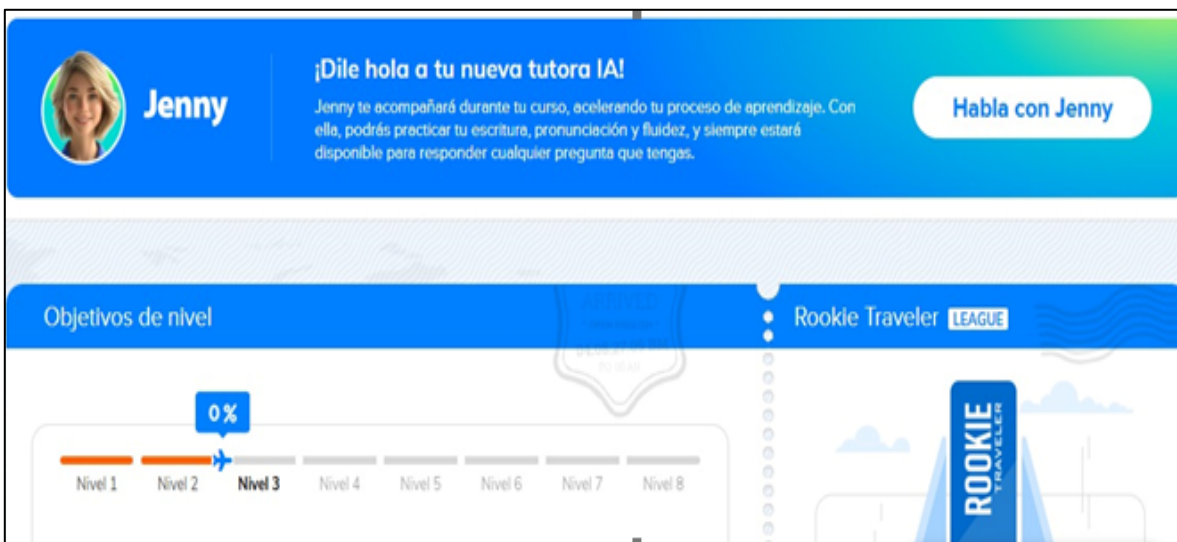 Jenny
¡Dile hola a tu nueva tutora IA!
Jenny te acompañará durante tu curso, acelerando tu proceso de aprendizaje. Con
ella, podrás practicar tu escritura, pronunciación y fluidez, y siempre estará
disponible para responder cualquier pregunta que tengas.
Habla con Jenny
Objetivos de nivel
ARRIVED
Rookie Traveler LEAGUE
0 %
Nivel 1 Nivel 2 Nivel 3 Nivel 4 Nivel 5 Nivel 6 Nivel 7 Nivel 8
ROOKIE
TRAVELER